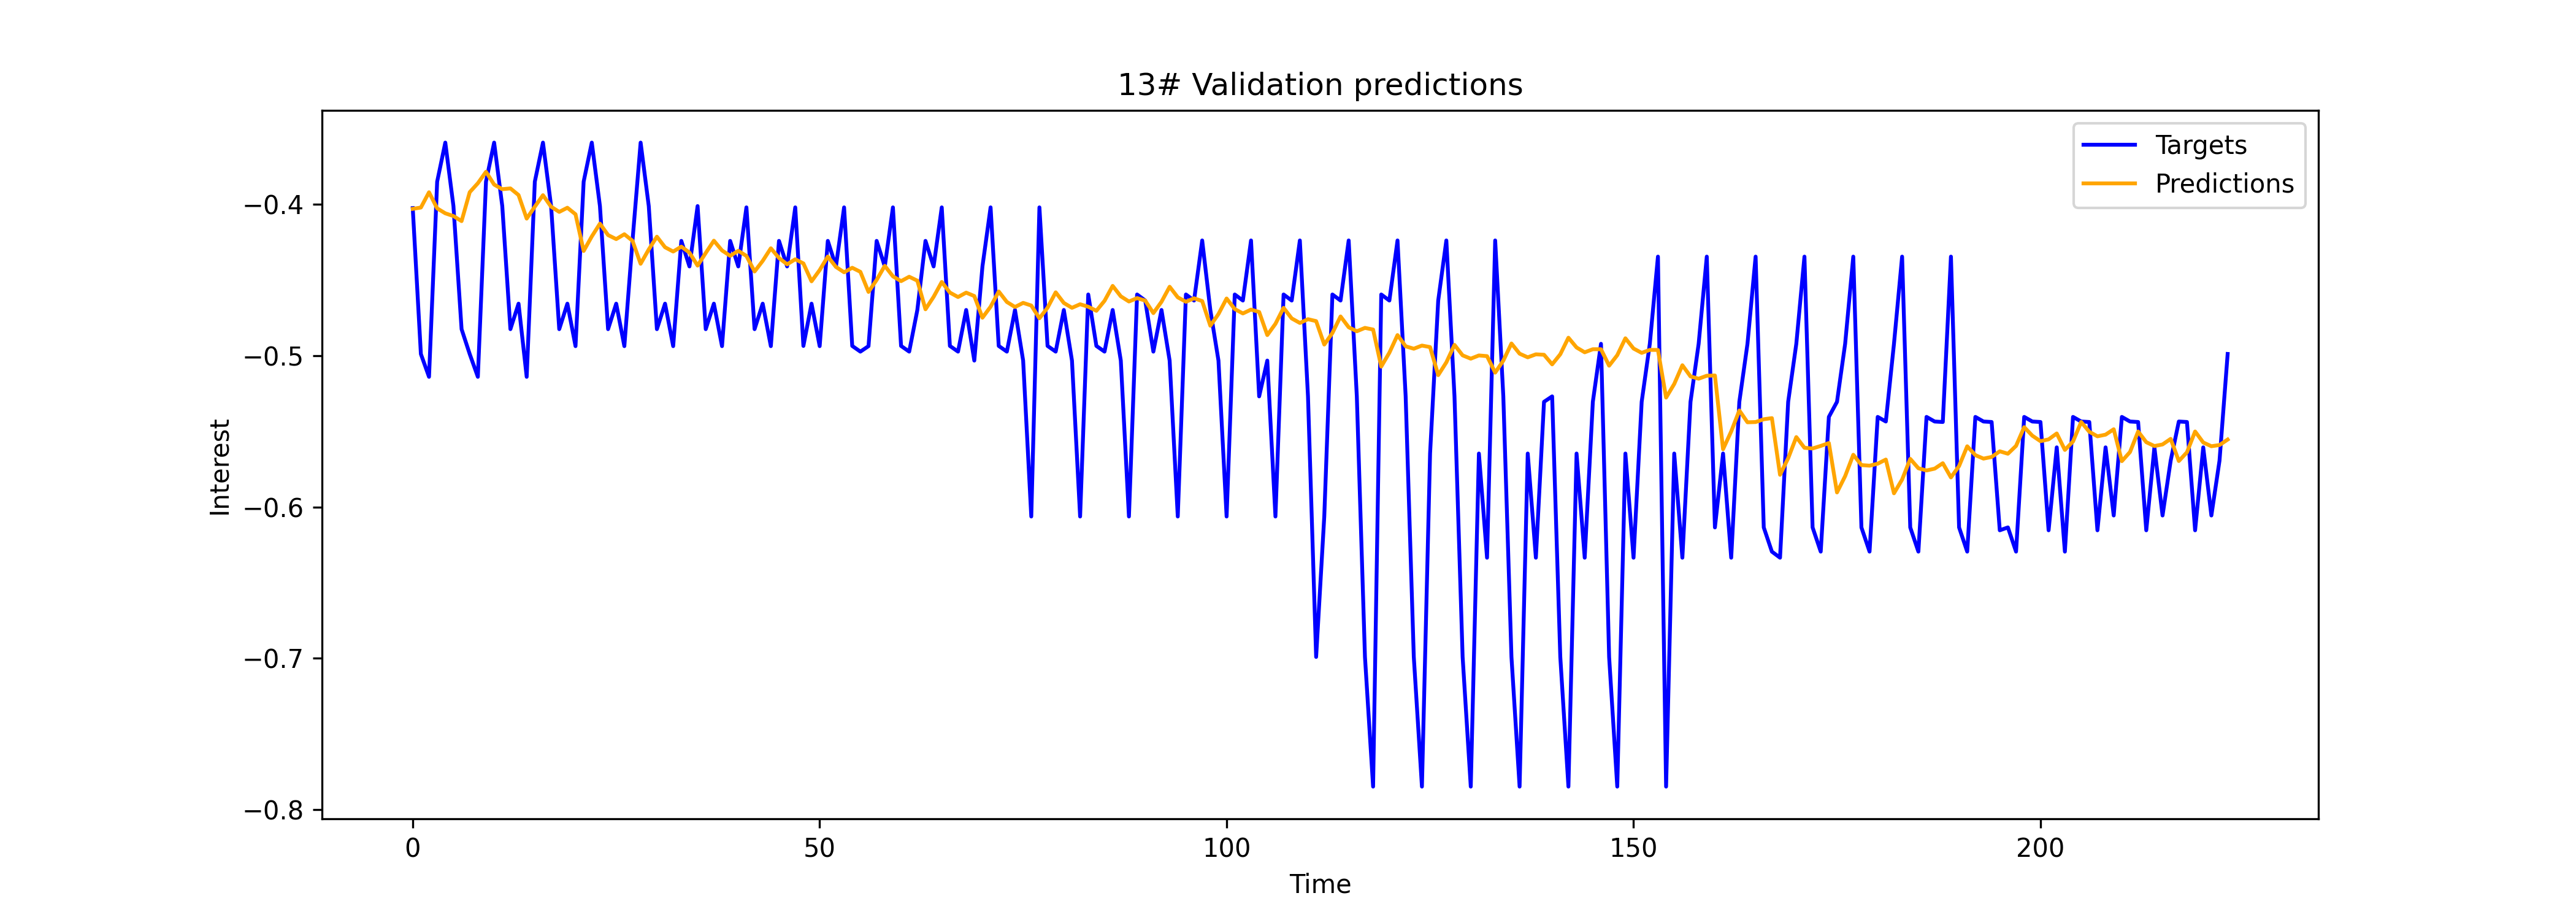 13# Validation predictions
Targets
Predictions
Interest
−0.4
−0.5
−0.6
−0.7
−0.8
0
50
100
150
200
Time